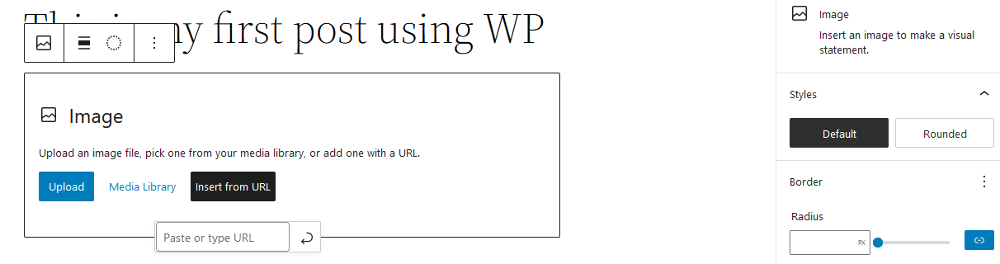 my first post using WP
Image
Upload an image file, pick one from your media library, or add one with a URL.
Upload
Media Library
Insert from URL
Paste or type URL
Image
Insert an image to make a visual
statement.
Styles
Default
Rounded
Border
Radius
PX